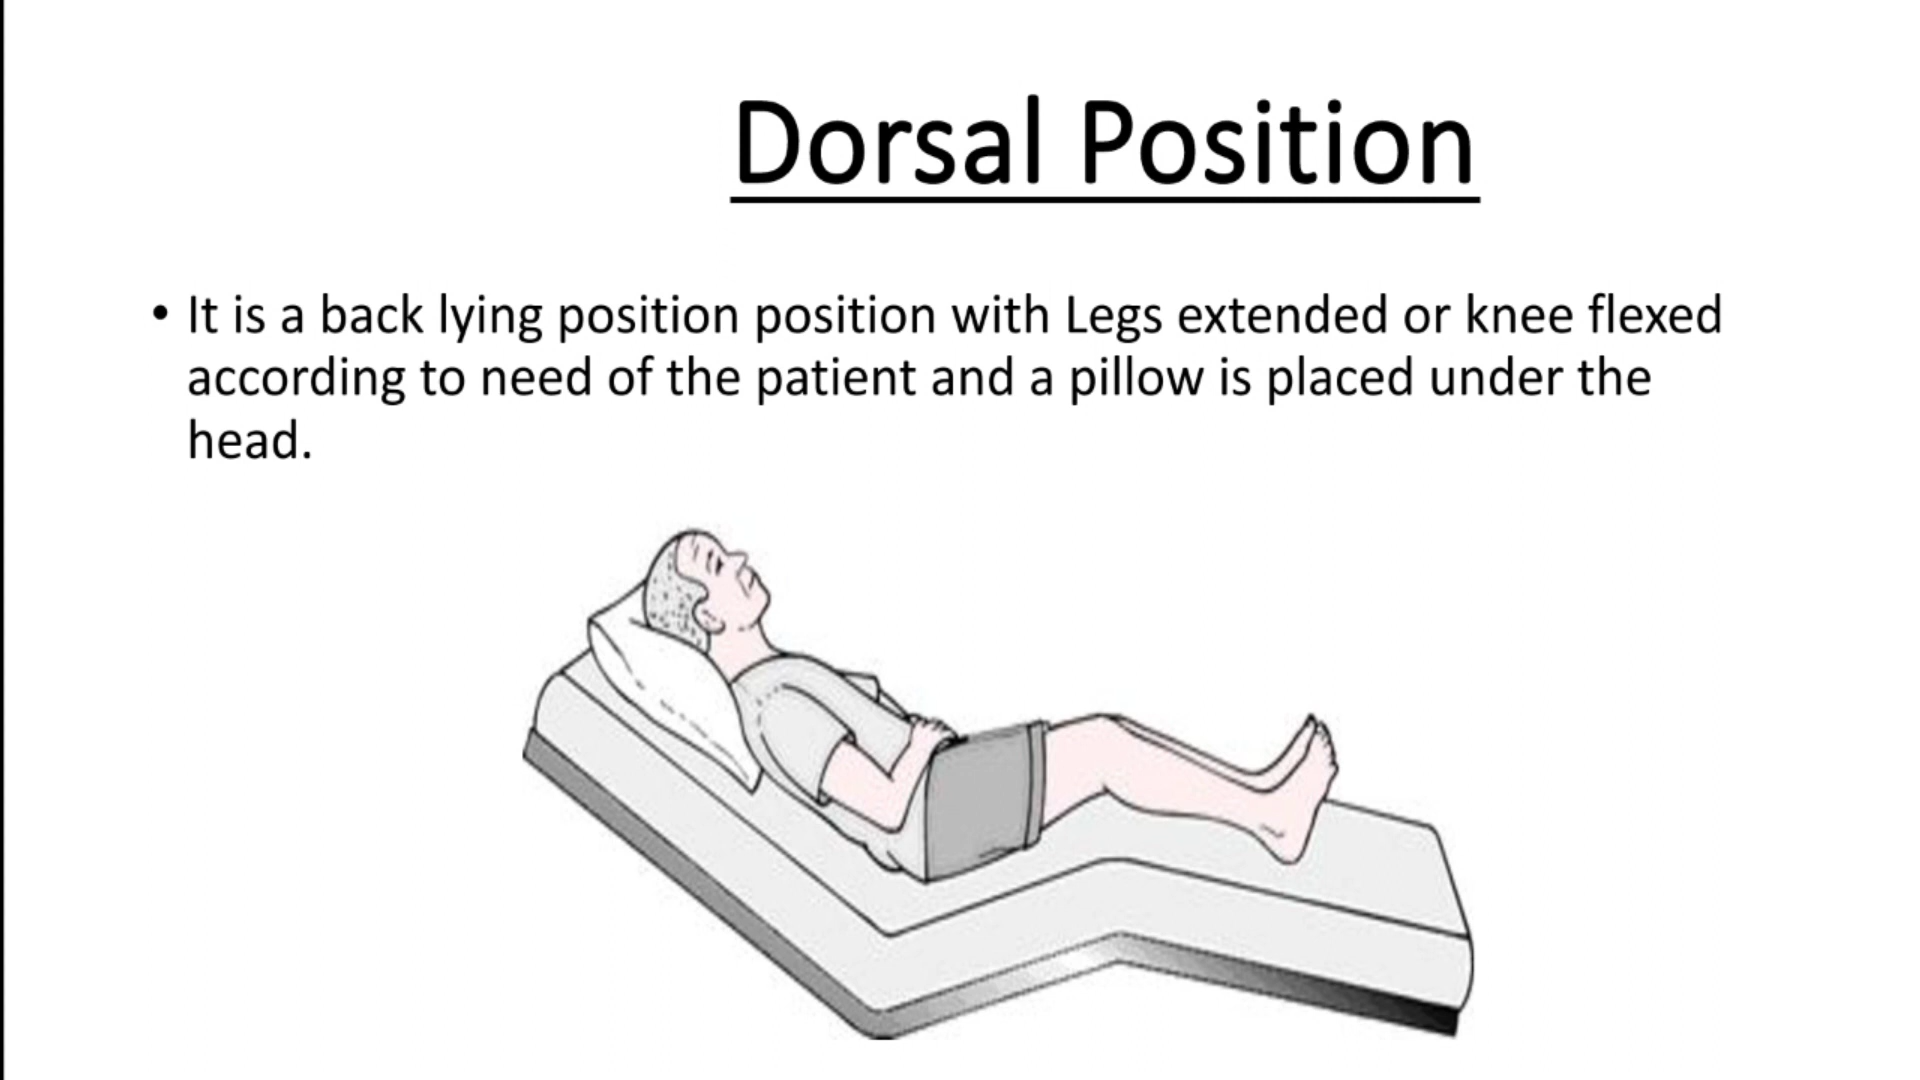 Dorsal Position
• It is a back lying position position with Legs extended or knee flexed
according to need of the patient and a pillow is placed under the
head.